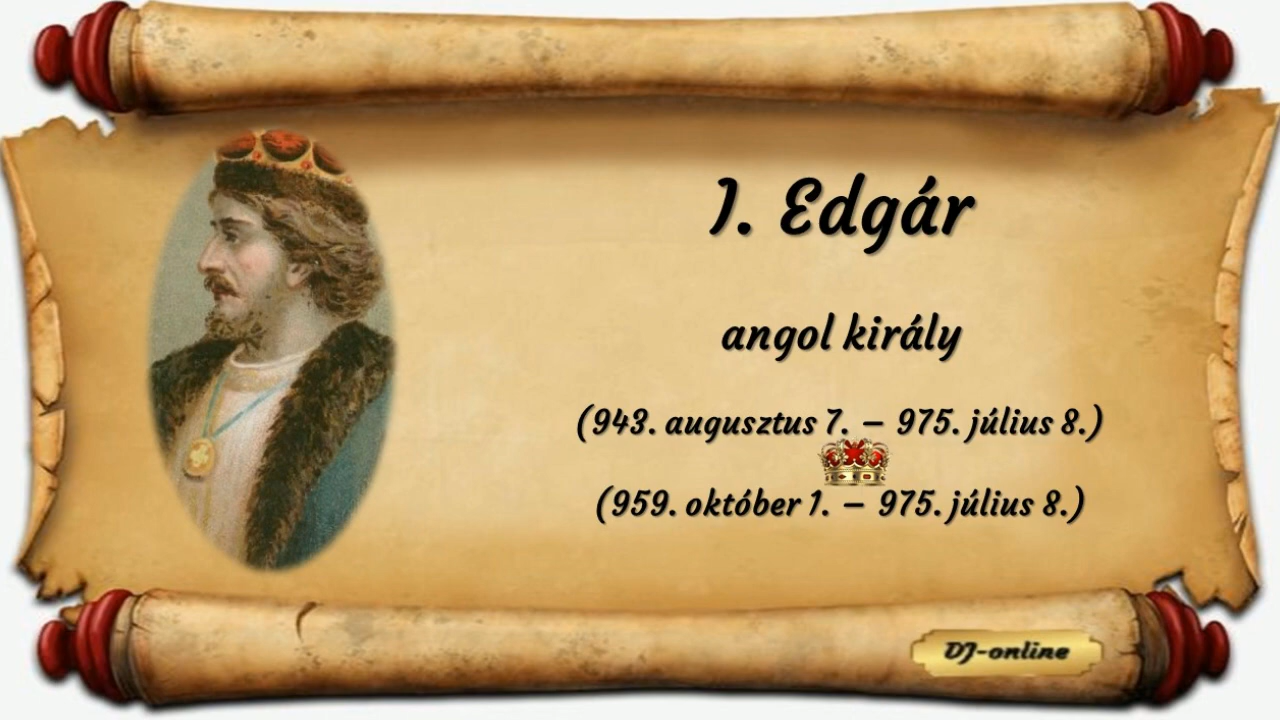 I. Edgár
angol király
(943. augusztus 7. – 975. július 8.)
(959. október 1. – 975. július 8.)
DJ-online